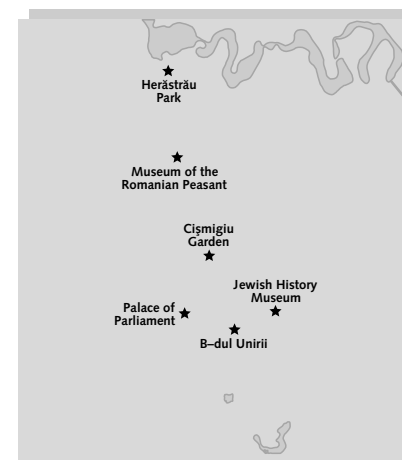 Herăstrău
Park
Museum of the
Romanian Peasant
Cişmigiu
Garden
Jewish History
Museum
Palace of
Parliament
B–dul Unirii